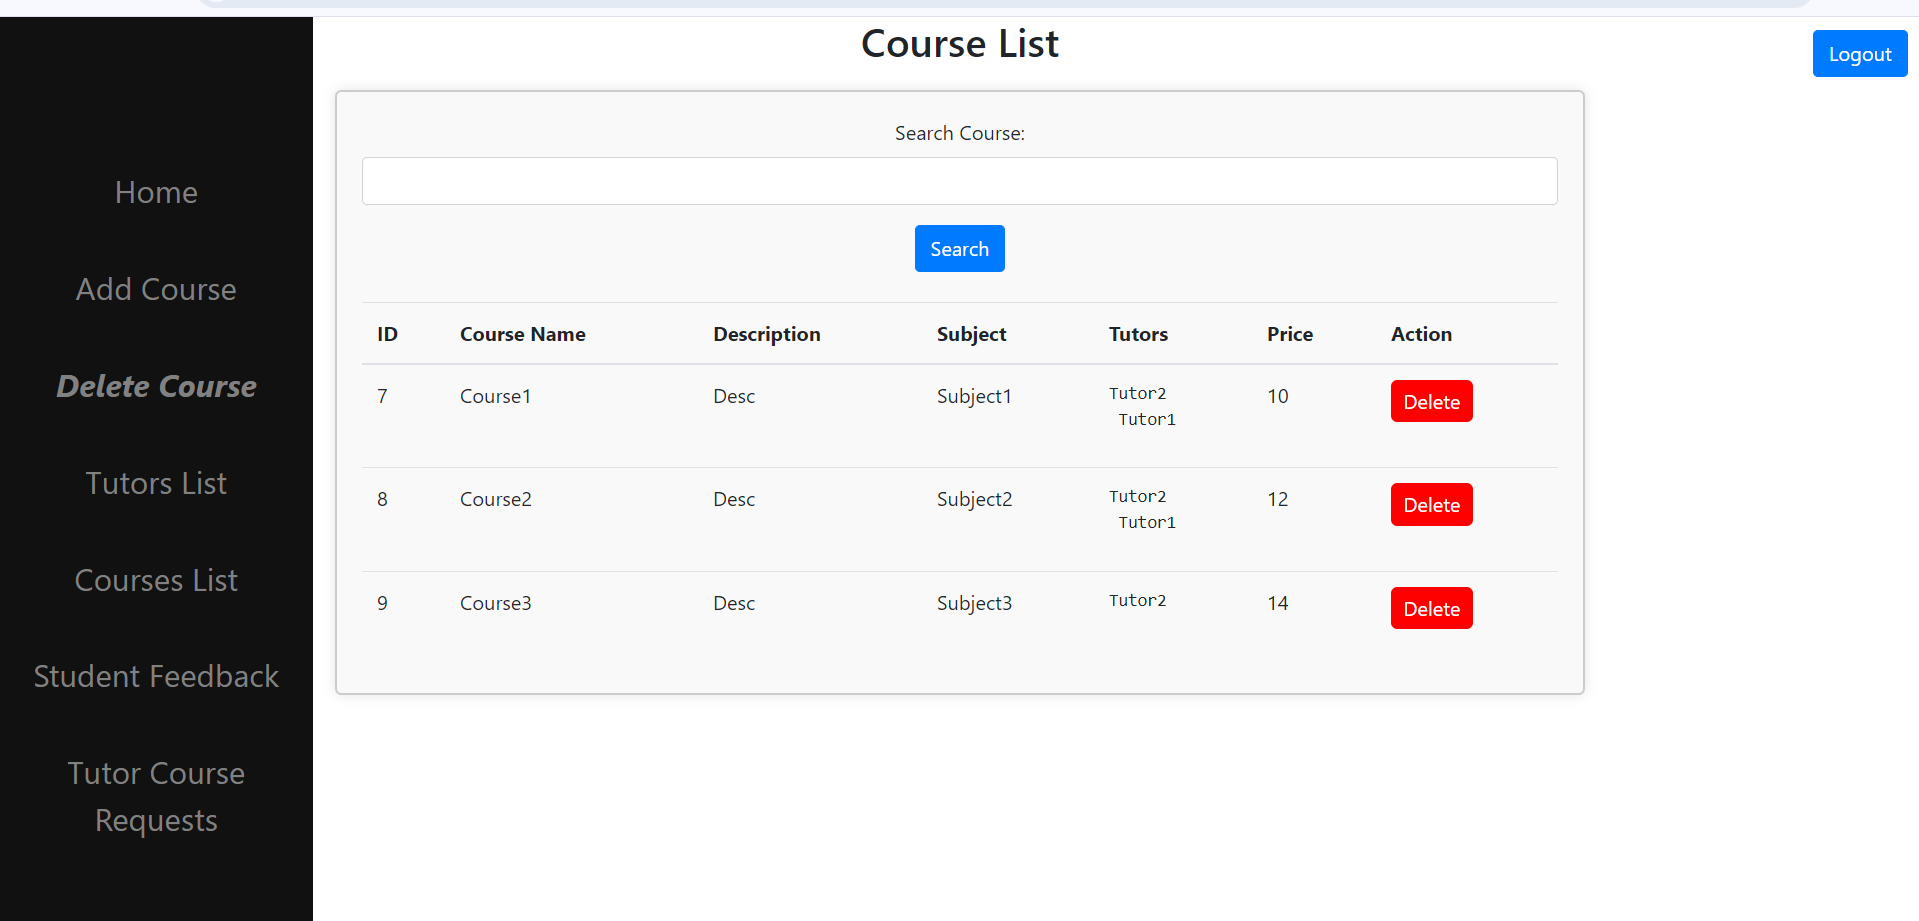 Course List
Logout
Home
Add Course
Delete Course
Tutors List
Courses List
Student Feedback
Tutor Course
Requests
Search Course:
Search
ID Course Name Description Subject Tutors Price Action
7 Course1 Desc Subject1 Tutor2 10 Delete
Tutor1
8 Course2 Desc Subject2 Tutor2 12 Delete
Tutor1
9 Course3 Desc Subject3 Tutor2 14 Delete